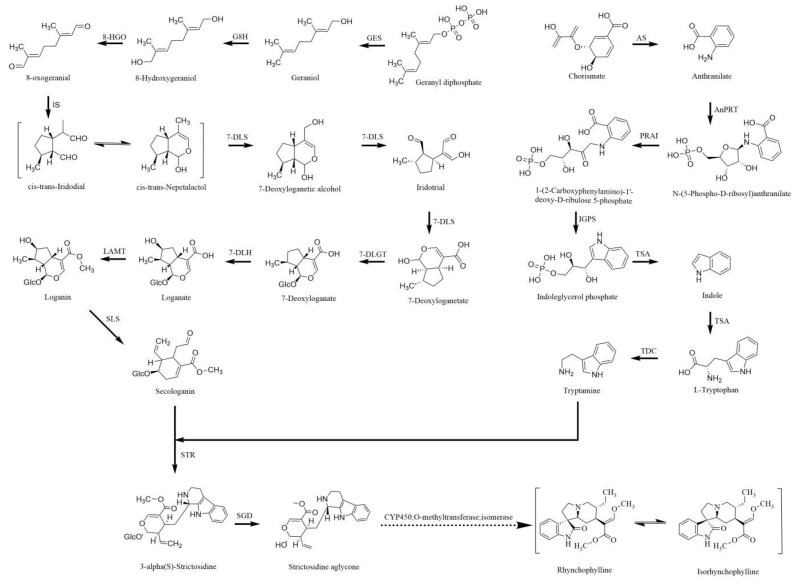 8-oxogeranial
8-HGO
8-Hydroxygeraniol
G8H
Geraniol
GES
Geranyl diphosphate
Chorismate
AS
Anthranilate
IS
AnPRT
cis-trans-Iridodial
cis-trans-Nepetalactol
7-DLS
7-Deoxyloganetic alcohol
7-DLS
Iridotrial
1-(2-Carboxyphenylamino)-1'-
deoxy-D-ribulose 5-phosphate
PRAI
N-(5-Phospho-D-ribosyl)anthranilate
7-DLS
IGPS
Loganin
LAMT
Loganate
7-DLH
7-Deoxyloganate
7-DLGT
7-Deoxyloganetate
Indoleglycerol phosphate
TSA
Indole
SLS
TSA
Secologanin
Tryptamine
TDC
L-Tryptophan
STR
3-alpha(S)-Strictosidine
SGD
Strictosidine aglycone
CYP450;O-methyltransferase;isomerase
Rhynchophylline
Isorhynchophylline